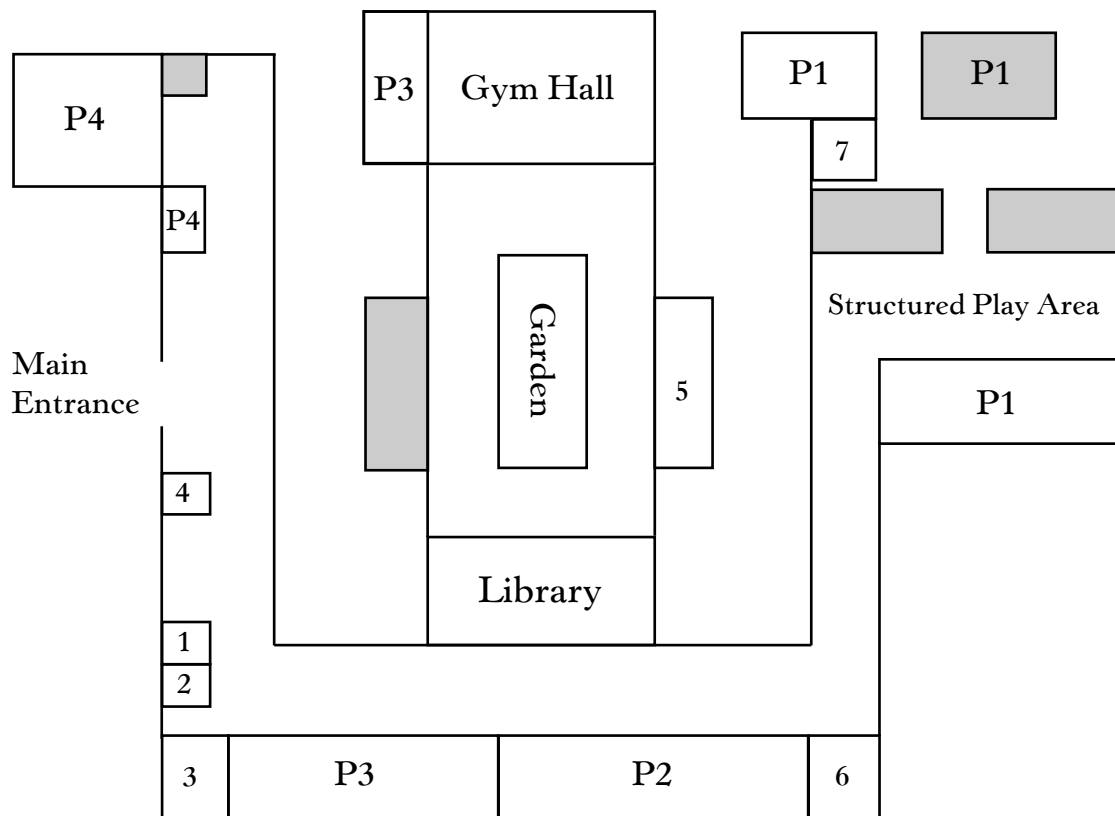 P3
Gym Hall
P1
P1
P4
7
P4
Garden
Structured Play Area
Main
Entrance
5
P1
4
Library
1
2
3
P3
P2
6